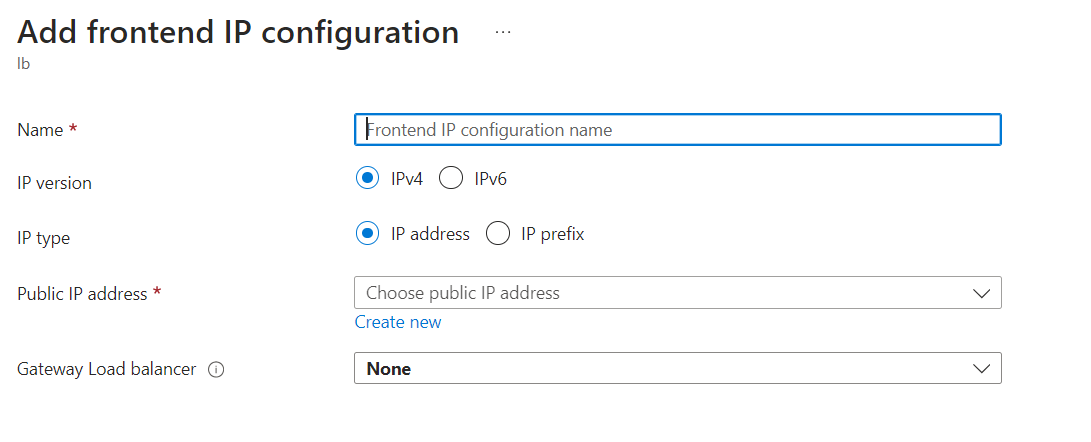 Add frontend IP configuration ...
lb
Name *
Frontend IP configuration name
IP version
IPv4 IPv6
IP type
IP address IP prefix
Public IP address *
Choose public IP address
Create new
Gateway Load balancer
None